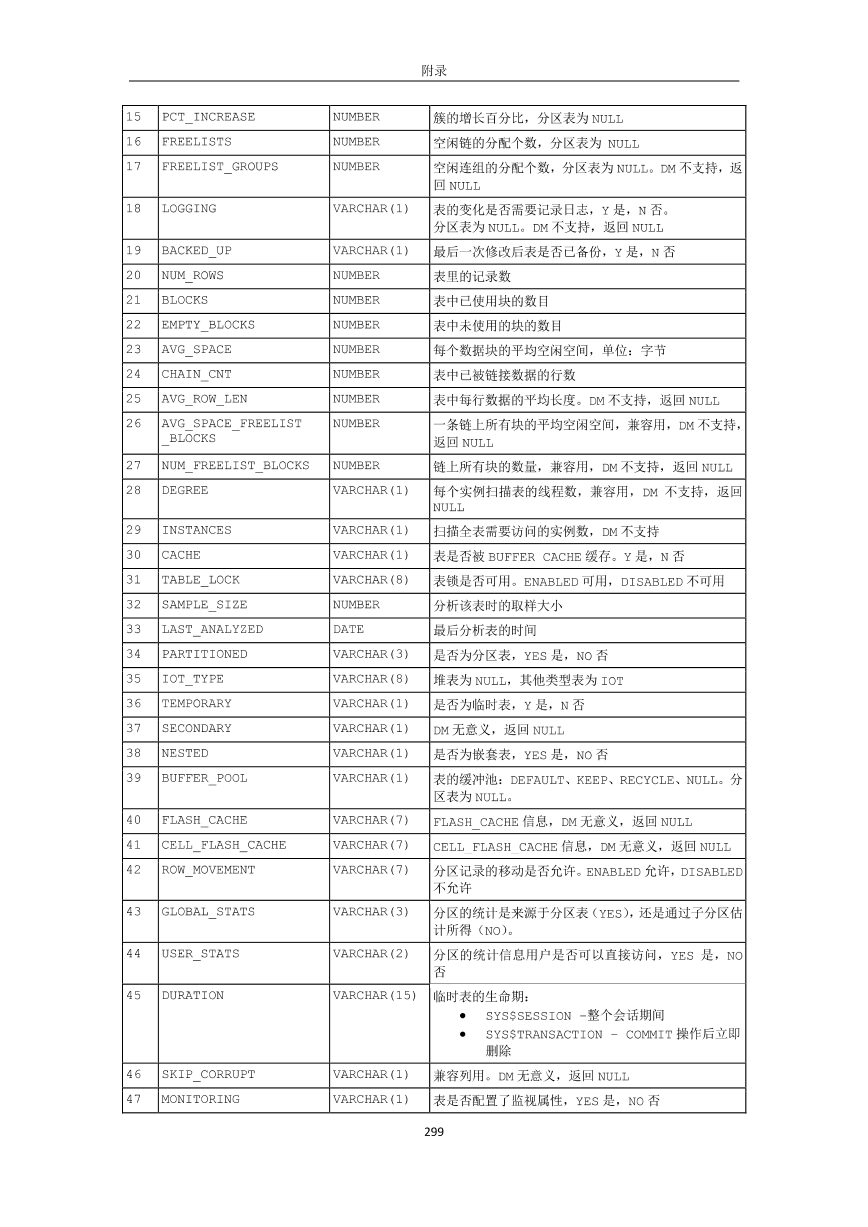 附录
15 PCT_INCREASE NUMBER 簇的增长百分比，分区表为 NULL
16 FREELISTS NUMBER 空闲链的分配个数，分区表为 NULL
17 FREELIST_GROUPS NUMBER 空闲连组的分配个数，分区表为 NULL。DM 不支持，返
回 NULL
18 LOGGING VARCHAR(1) 表的变化是否需要记录日志，Y 是，N 否。
分区表为 NULL。DM 不支持，返回 NULL
19 BACKED_UP VARCHAR(1) 最后一次修改后表是否已备份，Y 是，N 否
20 NUM_ROWS NUMBER 表里的记录数
21 BLOCKS NUMBER 表中已使用块的数目
22 EMPTY_BLOCKS NUMBER 表中未使用的块的数目
23 AVG_SPACE NUMBER 每个数据块的平均空闲空间，单位：字节
24 CHAIN_CNT NUMBER 表中已被链接数据的行数
25 AVG_ROW_LEN NUMBER 表中每行数据的平均长度。DM 不支持，返回 NULL
26 AVG_SPACE_FREELIST NUMBER 一条链上所有块的平均空闲空间，兼容用，DM 不支持，
_BLOCKS 返回 NULL
27 NUM_FREELIST_BLOCKS NUMBER 链上所有块的数量，兼容用，DM 不支持，返回 NULL
28 DEGREE VARCHAR(1) 每个实例扫描表的线程数，兼容用，DM 不支持，返回
NULL
29 INSTANCES VARCHAR(1) 扫描全表需要访问的实例数，DM 不支持
30 CACHE VARCHAR(1) 表是否被 BUFFER CACHE 缓存。Y 是，N 否
31 TABLE_LOCK VARCHAR(8) 表锁是否可用。ENABLED 可用，DISABLED 不可用
32 SAMPLE_SIZE NUMBER 分析该表时的取样大小
33 LAST_ANALYZED DATE 最后分析表的时间
34 PARTITIONED VARCHAR(3) 是否为分区表，YES 是，NO 否
35 IOT_TYPE VARCHAR(8) 堆表为 NULL，其他类型表为 IOT
36 TEMPORARY VARCHAR(1) 是否为临时表，Y 是，N 否
37 SECONDARY VARCHAR(1) DM 无意义，返回 NULL
38 NESTED VARCHAR(1) 是否为嵌套表，YES 是，NO 否
39 BUFFER_POOL VARCHAR(1) 表的缓冲池：DEFAULT、KEEP、RECYCLE、NULL。分
区表为 NULL。
40 FLASH_CACHE VARCHAR(7) FLASH_CACHE 信息，DM 无意义，返回 NULL
41 CELL_FLASH_CACHE VARCHAR(7) CELL_FLASH_CACHE 信息，DM 无意义，返回 NULL
42 ROW_MOVEMENT VARCHAR(7) 分区记录的移动是否允许。ENABLED 允许，DISABLED
不允许
43 GLOBAL_STATS VARCHAR(3) 分区的统计是来源于分区表（YES），还是通过子分区估
计所得（NO）。
44 USER_STATS VARCHAR(2) 分区的统计信息用户是否可以直接访问，YES 是，NO
否
45 DURATION VARCHAR(15) 临时表的生命期：
● SYS$SESSION –整个会话期间
● SYS$TRANSACTION – COMMIT 操作后立即
删除
46 SKIP_CORRUPT VARCHAR(1) 兼容列用。DM 无意义，返回 NULL
47 MONITORING VARCHAR(1) 表是否配置了监视属性，YES 是，NO 否
299